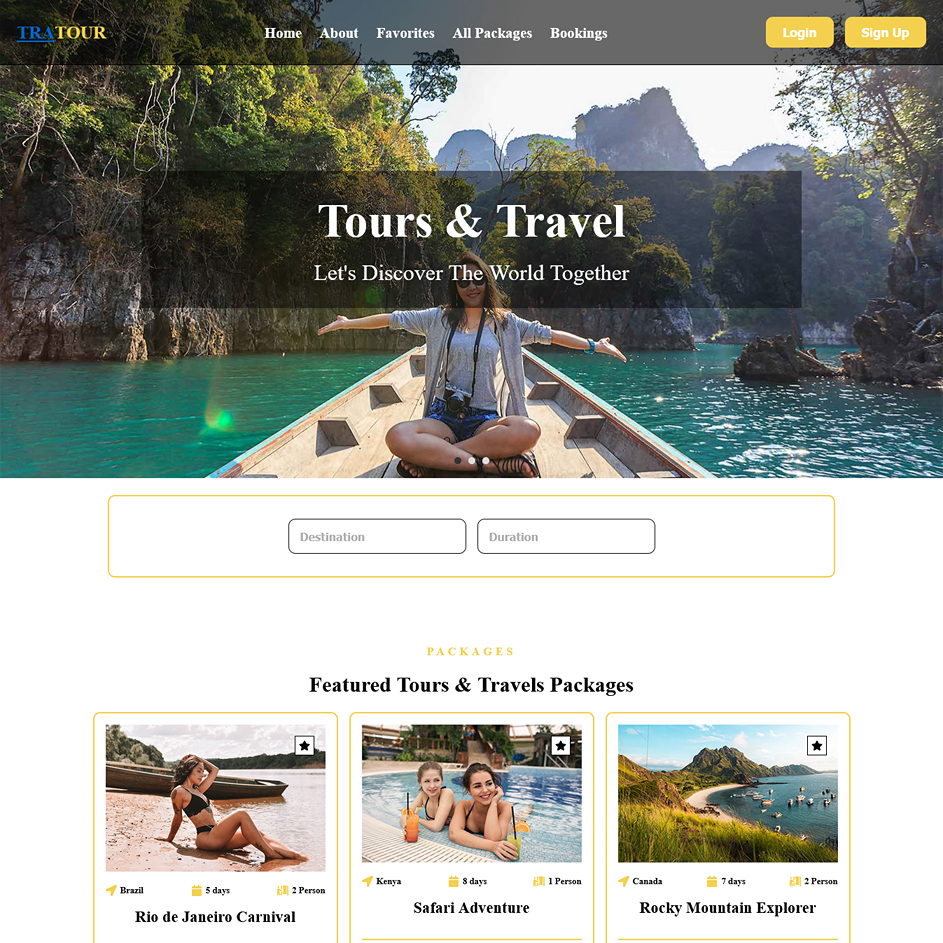 TRATOUR
Home About Favorites All Packages Bookings
Login Sign Up
Tours & Travel
Let's Discover The World Together
Destination Duration
PACKAGES
Featured Tours & Travels Packages
Brazil 5 days 2 Person
Rio de Janeiro Carnival
Kenya 8 days 1 Person
Safari Adventure
Canada 7 days 2 Person
Rocky Mountain Explorer